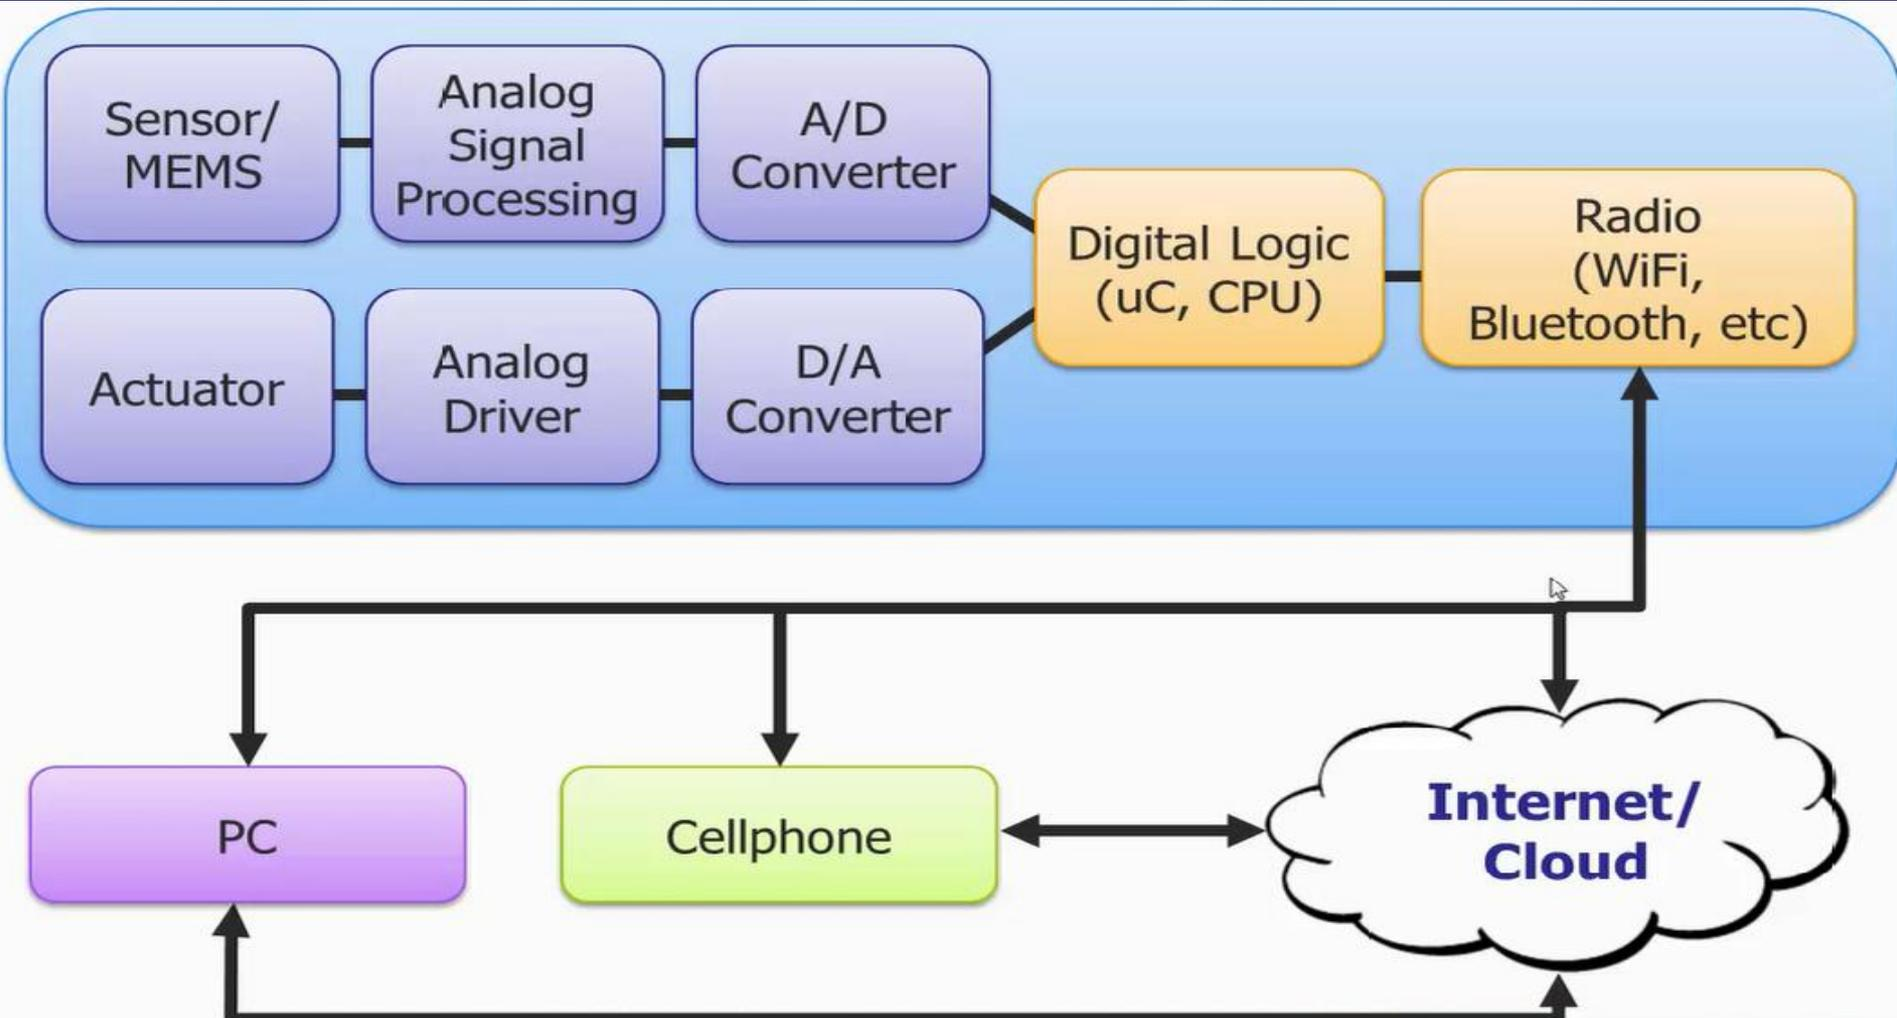 Sensor/
MEMS
Analog
Signal
Processing
A/D
Converter
Digital Logic
(uC, CPU)
Radio
(WiFi,
Bluetooth, etc)
Actuator
Analog
Driver
D/A
Converter
PC
Cellphone
Internet/
Cloud